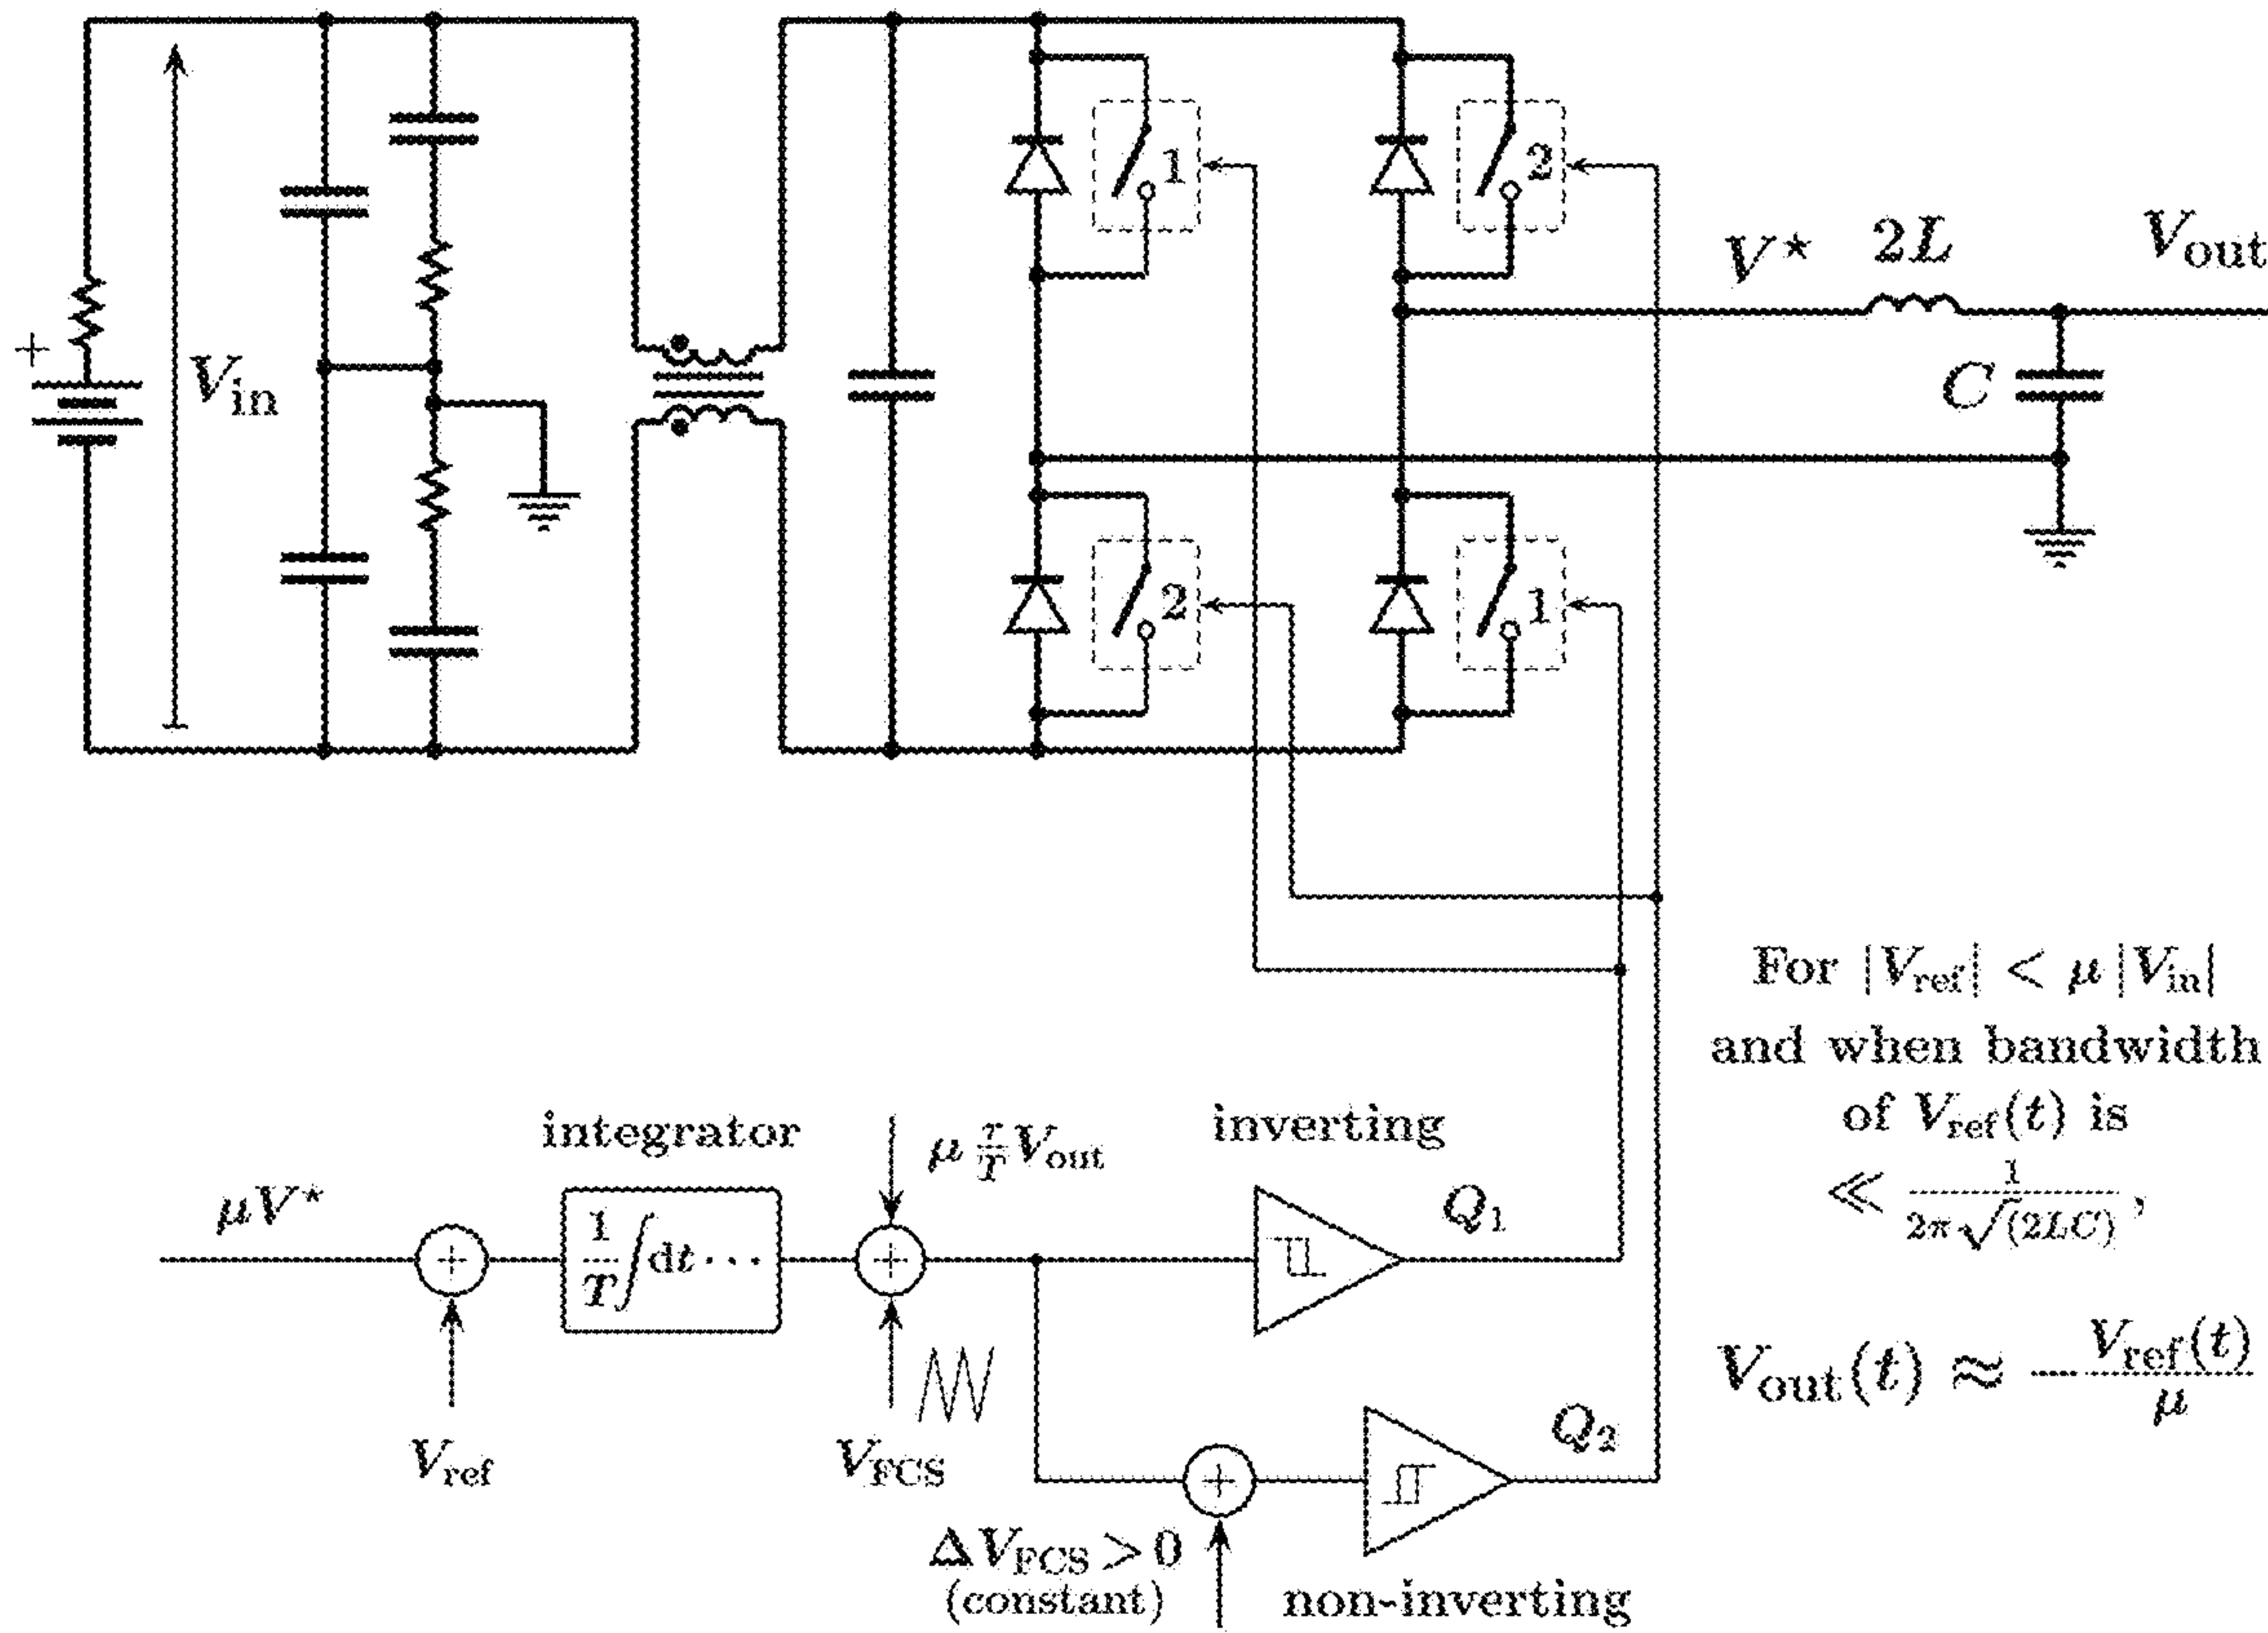 +
V_in
1
2
V* 2L V_out
C
2
1
For |V_ref| < μ|V_in|
and when bandwidth
of V_ref(t) is
≪ 1/(2π√(2LC)),
V_out(t) ≈ −V_ref(t)/μ
integrator
μ τ/T V_out
inverting
μV*
1/T ∫dt···
+
+
Q_1
V_ref
V_FCS
Q_2
+
ΔV_FCS > 0
(constant)
non-inverting